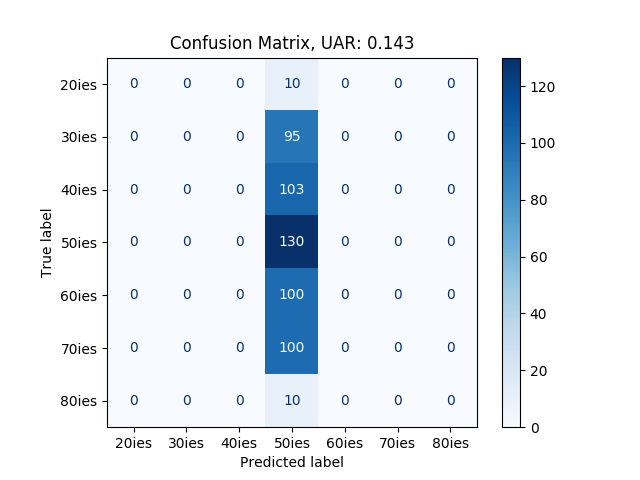 Confusion Matrix, UAR: 0.143
True label
20ies 0 0 0 10 0 0 0
30ies 0 0 0 95 0 0 0
40ies 0 0 0 103 0 0 0
50ies 0 0 0 130 0 0 0
60ies 0 0 0 100 0 0 0
70ies 0 0 0 100 0 0 0
80ies 0 0 0 10 0 0 0
20ies 30ies 40ies 50ies 60ies 70ies 80ies
Predicted label
120
100
80
60
40
20
0